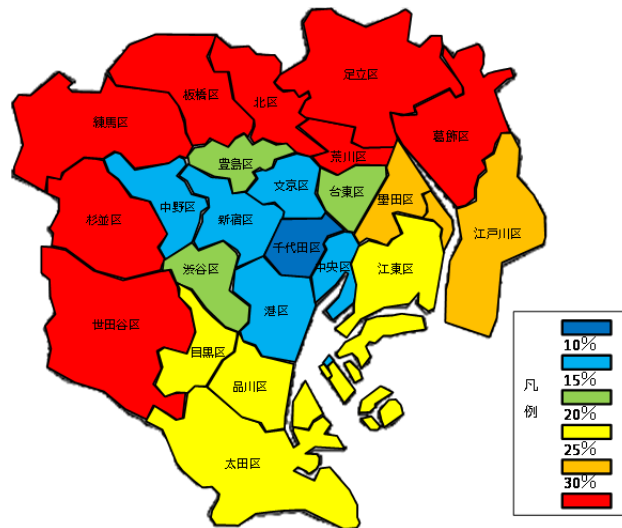 足立区
板橋区
北区
練馬区
葛飾区
荒川区
豊島区
文京区
台東区
墨田区
杉並区
中野区
新宿区
江戸川区
千代田区
中央区
江東区
渋谷区
港区
世田谷区
目黒区
品川区
太田区
凡例
10%
15%
20%
25%
30%